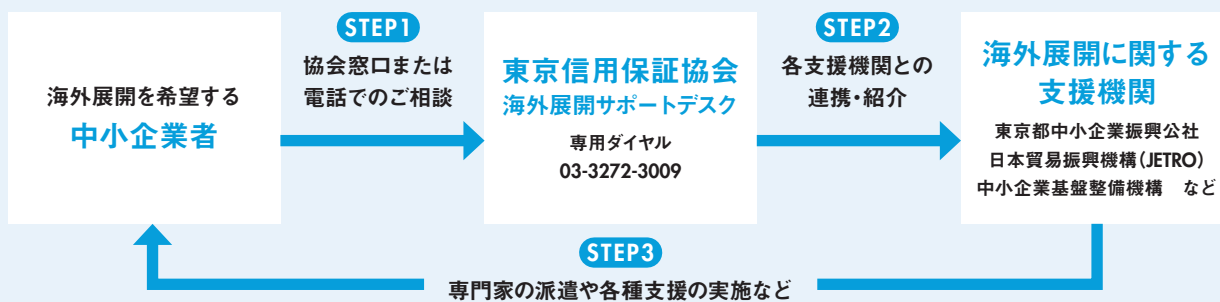 海外展開を希望する
中小企業者
STEP1
協会窓口または
電話でのご相談
東京信用保証協会
海外展開サポートデスク
専用ダイヤル
03-3272-3009
STEP2
各支援機関との
連携・紹介
海外展開に関する
支援機関
東京都中小企業振興公社
日本貿易振興機構（JETRO）
中小企業基盤整備機構　など
STEP3
専門家の派遣や各種支援の実施など